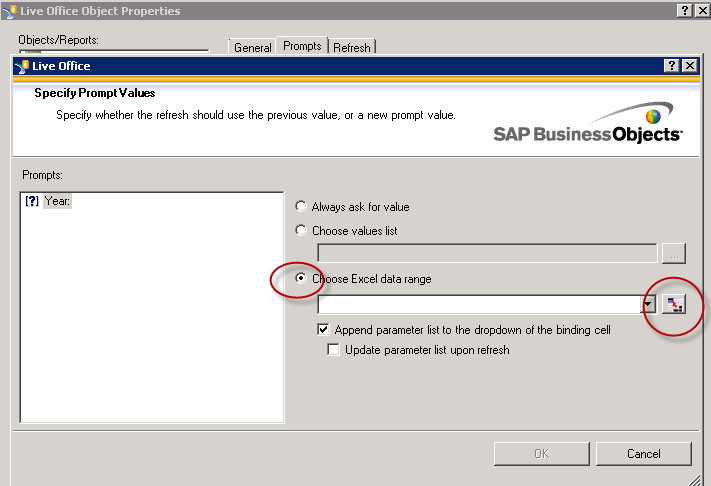 Live Office Object Properties
Objects/Reports:
General Prompts Refresh
Live Office
Specify Prompt Values
Specify whether the refresh should use the previous value, or a new prompt value.
SAP BusinessObjects
Prompts:
[?] Year:
Always ask for value
Choose values list
...
Choose Excel data range
Append parameter list to the dropdown of the binding cell
Update parameter list upon refresh
OK Cancel